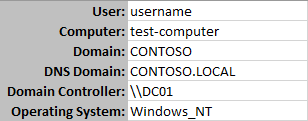 User: username
Computer: test-computer
Domain: CONTOSO
DNS Domain: CONTOSO.LOCAL
Domain Controller: \\DC01
Operating System: Windows_NT